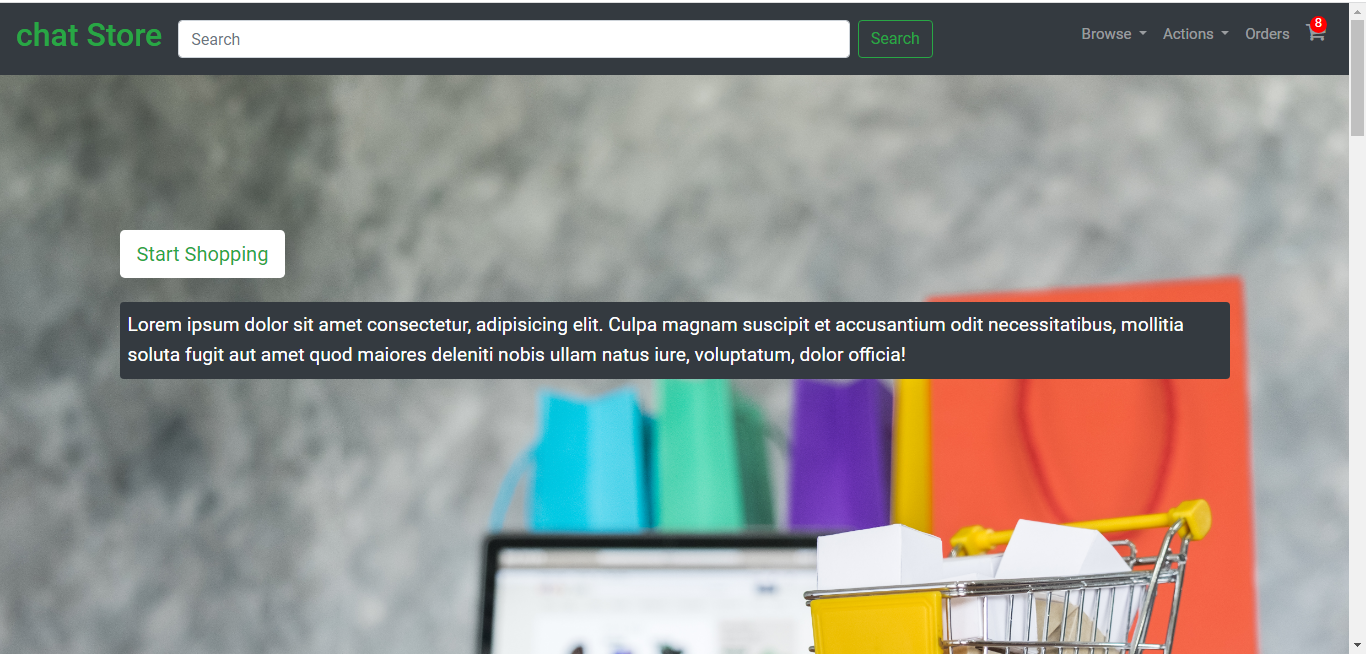 chat Store
Search
Search
Browse
Actions
Orders
8
Start Shopping
Lorem ipsum dolor sit amet consectetur, adipisicing elit. Culpa magnam suscipit et accusantium odit necessitatibus, mollitia
soluta fugit aut amet quod maiores deleniti nobis ullam natus iure, voluptatum, dolor officia!